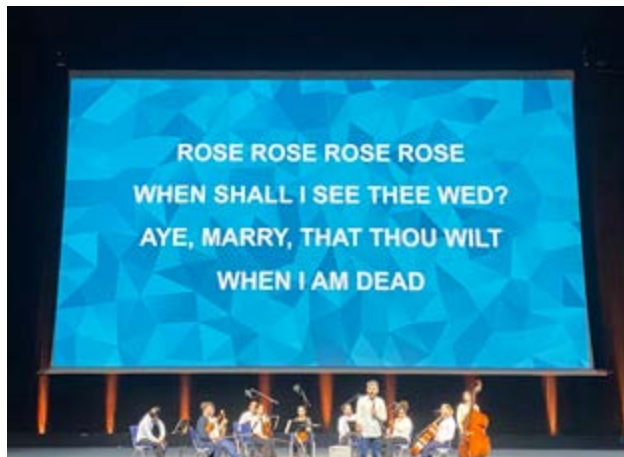 ROSE ROSE ROSE ROSE
WHEN SHALL I SEE THEE WED?
AYE, MARRY, THAT THOU WILT
WHEN I AM DEAD